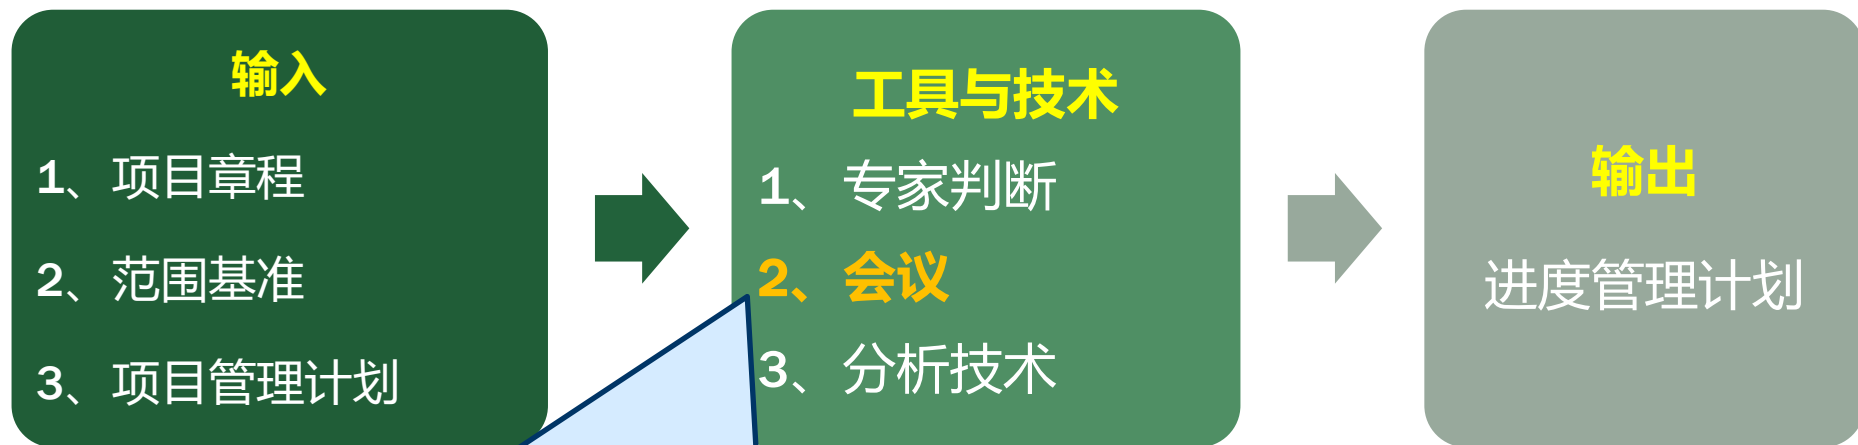 输入
1、项目章程
2、范围基准
3、项目管理计划
工具与技术
1、专家判断
2、会议
3、分析技术
输出
进度管理计划